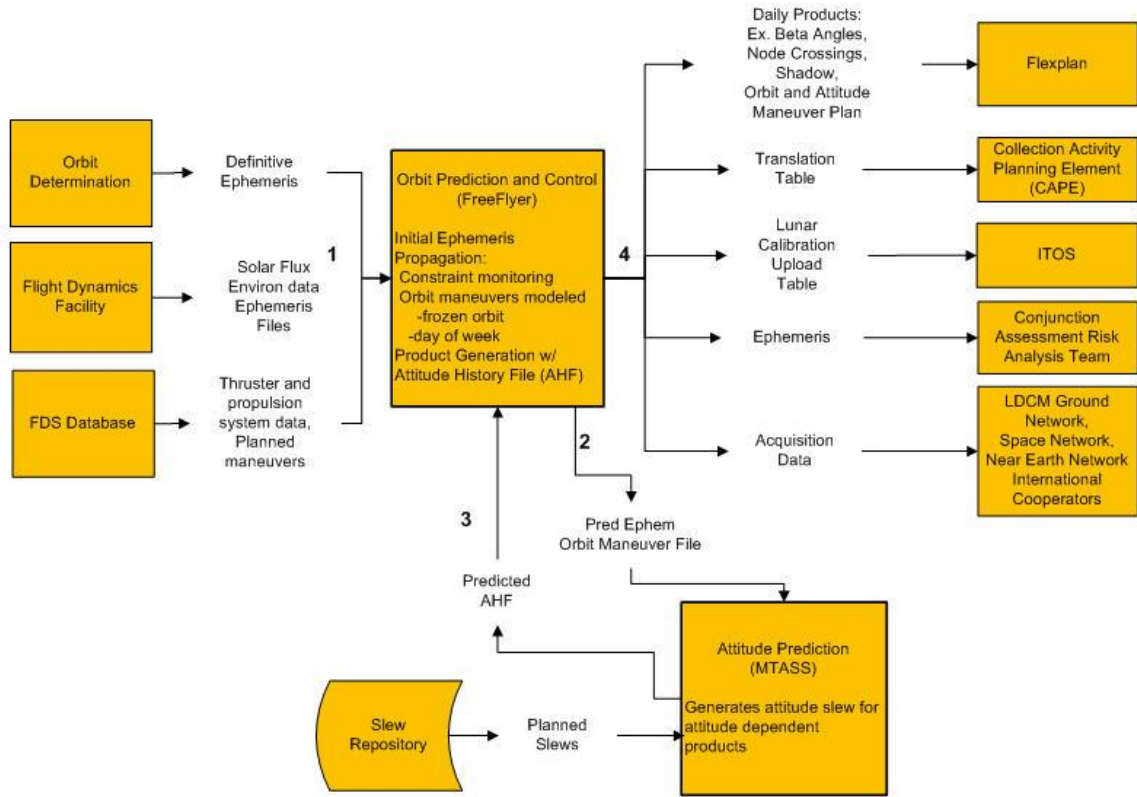 Daily Products:
Ex. Beta Angles,
Node Crossings,
Shadow,
Orbit and Attitude
Maneuver Plan
Flexplan
Orbit
Determination
Definitive
Ephemeris
Orbit Prediction and Control
(FreeFlyer)
Initial Ephemeris
Propagation:
Constraint monitoring
Orbit maneuvers modeled
-frozen orbit
-day of week
Product Generation w/
Attitude History File (AHF)
Translation
Table
Collection Activity
Planning Element
(CAPE)
1
4
Flight Dynamics
Facility
Solar Flux
Environ data
Ephemeris
Files
Lunar
Calibration
Upload
Table
ITOS
Ephemeris
Conjunction
Assessment Risk
Analysis Team
FDS Database
Thruster and
propulsion
system data,
Planned
maneuvers
2
Acquisition
Data
LDCM Ground
Network,
Space Network,
Near Earth Network
International
Cooperators
3
Pred Ephem
Orbit Maneuver File
Predicted
AHF
Attitude Prediction
(MTASS)
Generates attitude slew for
attitude dependent
products
Slew
Repository
Planned
Slews